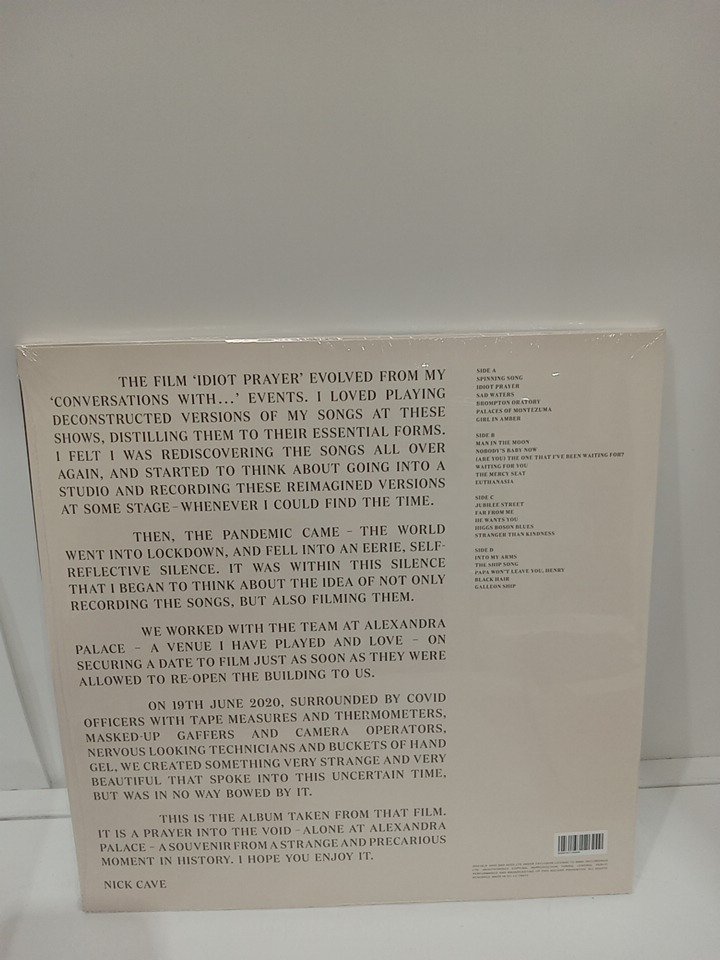 THE FILM ‘IDIOT PRAYER’ EVOLVED FROM MY
‘CONVERSATIONS WITH...’ EVENTS. I LOVED PLAYING
DECONSTRUCTED VERSIONS OF MY SONGS AT THESE
SHOWS, DISTILLING THEM TO THEIR ESSENTIAL FORMS.
I FELT I WAS REDISCOVERING THE SONGS ALL OVER
AGAIN, AND STARTED TO THINK ABOUT GOING INTO A
STUDIO AND RECORDING THESE REIMAGINED VERSIONS
AT SOME STAGE – WHENEVER I COULD FIND THE TIME.
THEN, THE PANDEMIC CAME – THE WORLD
WENT INTO LOCKDOWN, AND FELL INTO AN EERIE, SELF-
REFLECTIVE SILENCE. IT WAS WITHIN THIS SILENCE
THAT I BEGAN TO THINK ABOUT THE IDEA OF NOT ONLY
RECORDING THE SONGS, BUT ALSO FILMING THEM.
WE WORKED WITH THE TEAM AT ALEXANDRA
PALACE – A VENUE I HAVE PLAYED AND LOVE – ON
SECURING A DATE TO FILM JUST AS SOON AS THEY WERE
ALLOWED TO RE-OPEN THE BUILDING TO US.
ON 19TH JUNE 2020, SURROUNDED BY COVID
OFFICERS WITH TAPE MEASURES AND THERMOMETERS,
MASKED-UP GAFFERS AND CAMERA OPERATORS,
NERVOUS LOOKING TECHNICIANS AND BUCKETS OF HAND
GEL, WE CREATED SOMETHING VERY STRANGE AND VERY
BEAUTIFUL THAT SPOKE INTO THIS UNCERTAIN TIME,
BUT WAS IN NO WAY BOWED BY IT.
THIS IS THE ALBUM TAKEN FROM THAT FILM.
IT IS A PRAYER INTO THE VOID – ALONE AT ALEXANDRA
PALACE – A SOUVENIR FROM A STRANGE AND PRECARIOUS
MOMENT IN HISTORY. I HOPE YOU ENJOY IT.
NICK CAVE
SIDE A
SPINNING SONG
IDIOT PRAYER
SAD WATERS
BROMPTON ORATORY
PALACES OF MONTEZUMA
GIRL IN AMBER
SIDE B
MAN IN THE MOON
NOBODY'S BABY NOW
(ARE YOU) THE ONE THAT I'VE BEEN WAITING FOR?
WAITING FOR YOU
THE MERCY SEAT
EUTHANASIA
SIDE C
JUBILEE STREET
FAR FROM ME
HE WANTS YOU
HIGGS BOSON BLUES
STRANGER THAN KINDNESS
SIDE D
INTO MY ARMS
THE SHIP SONG
PAPA WON'T LEAVE YOU, HENRY
BLACK HAIR
GALLEON SHIP